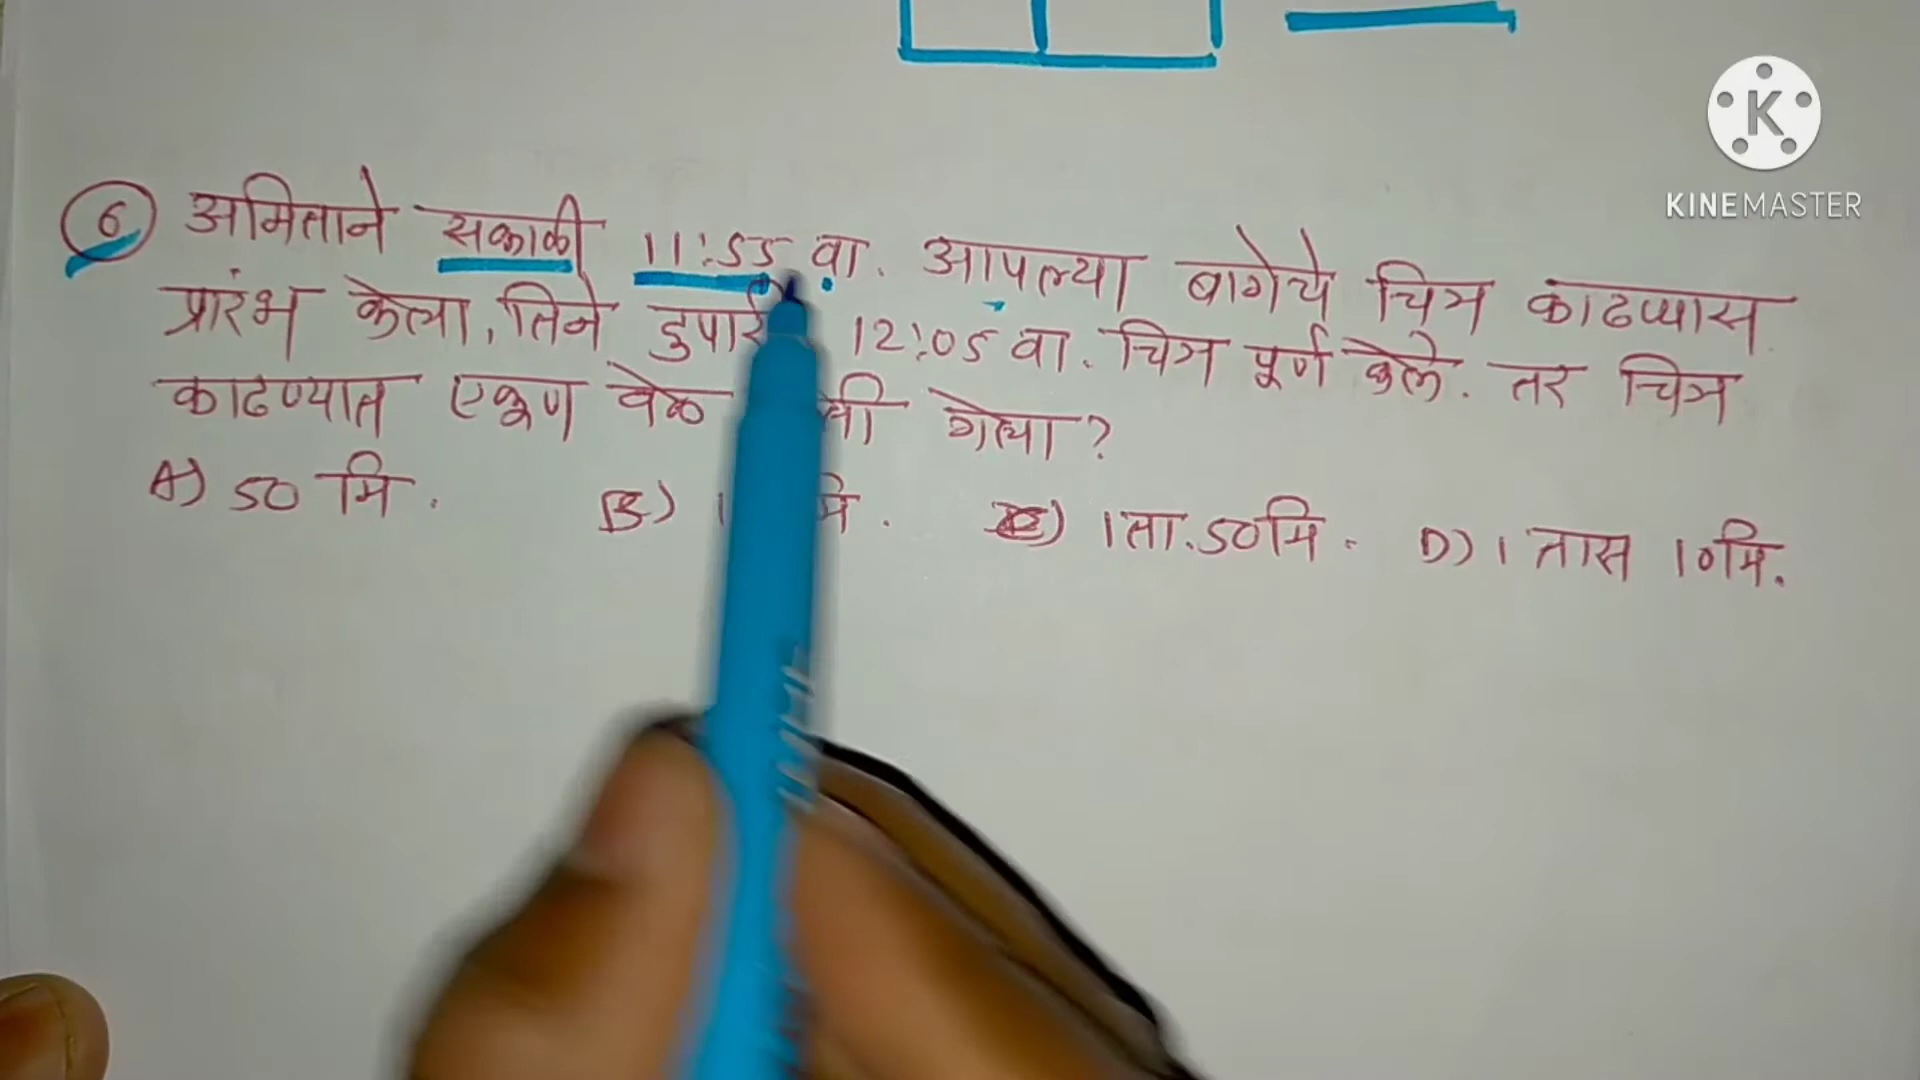 KINEMASTER
6 अमिताने सकाळी 11:55 वा. आपल्या बागेचे चित्र काढण्यास
प्रारंभ केला, तिने 12:05 वा. चित्र पूर्ण केले. तर चित्र
काढण्यात एकूण वेळ गेला?
A) 50 मि. B) C) 1ता.50मि. D) 1 तास 10मि.